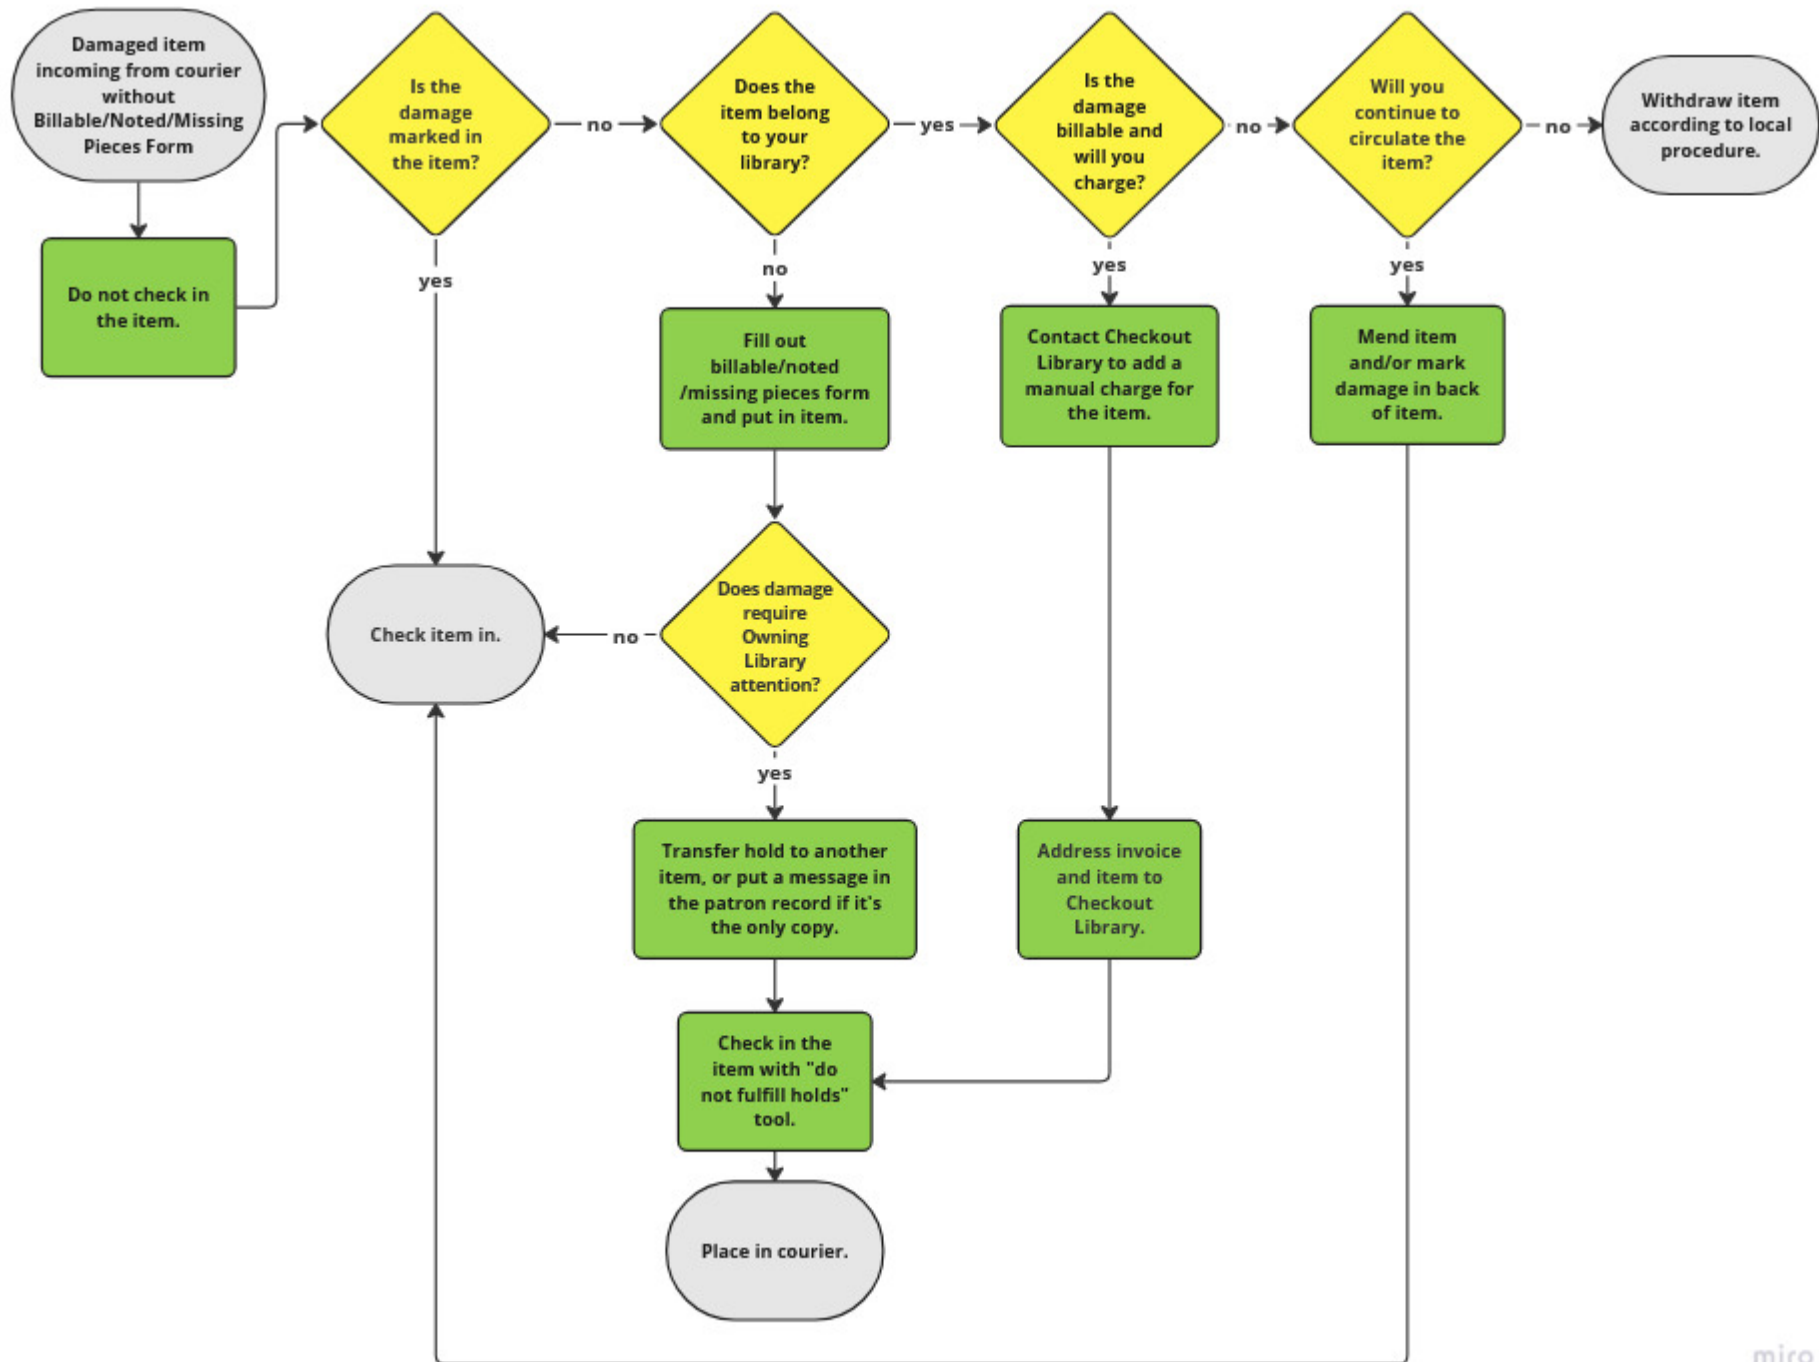 Damaged item
incoming from courier
without
Billable/Noted/Missing
Pieces Form
Do not check in
the item.
Is the
damage
marked in
the item?
no
yes
Does the
item belong
to your
library?
yes
no
Is the
damage
billable and
will you
charge?
no
yes
Will you
continue to
circulate the
item?
no
yes
Withdraw item
according to local
procedure.
Fill out
billable/noted
/missing pieces form
and put in item.
Contact Checkout
Library to add a
manual charge for
the item.
Mend item
and/or mark
damage in back
of item.
Does damage
require
Owning
Library
attention?
no
yes
Check item in.
Transfer hold to another
item, or put a message in
the patron record if it's
the only copy.
Address invoice
and item to
Checkout
Library.
Check in the
item with "do
not fulfill holds"
tool.
Place in courier.
miro